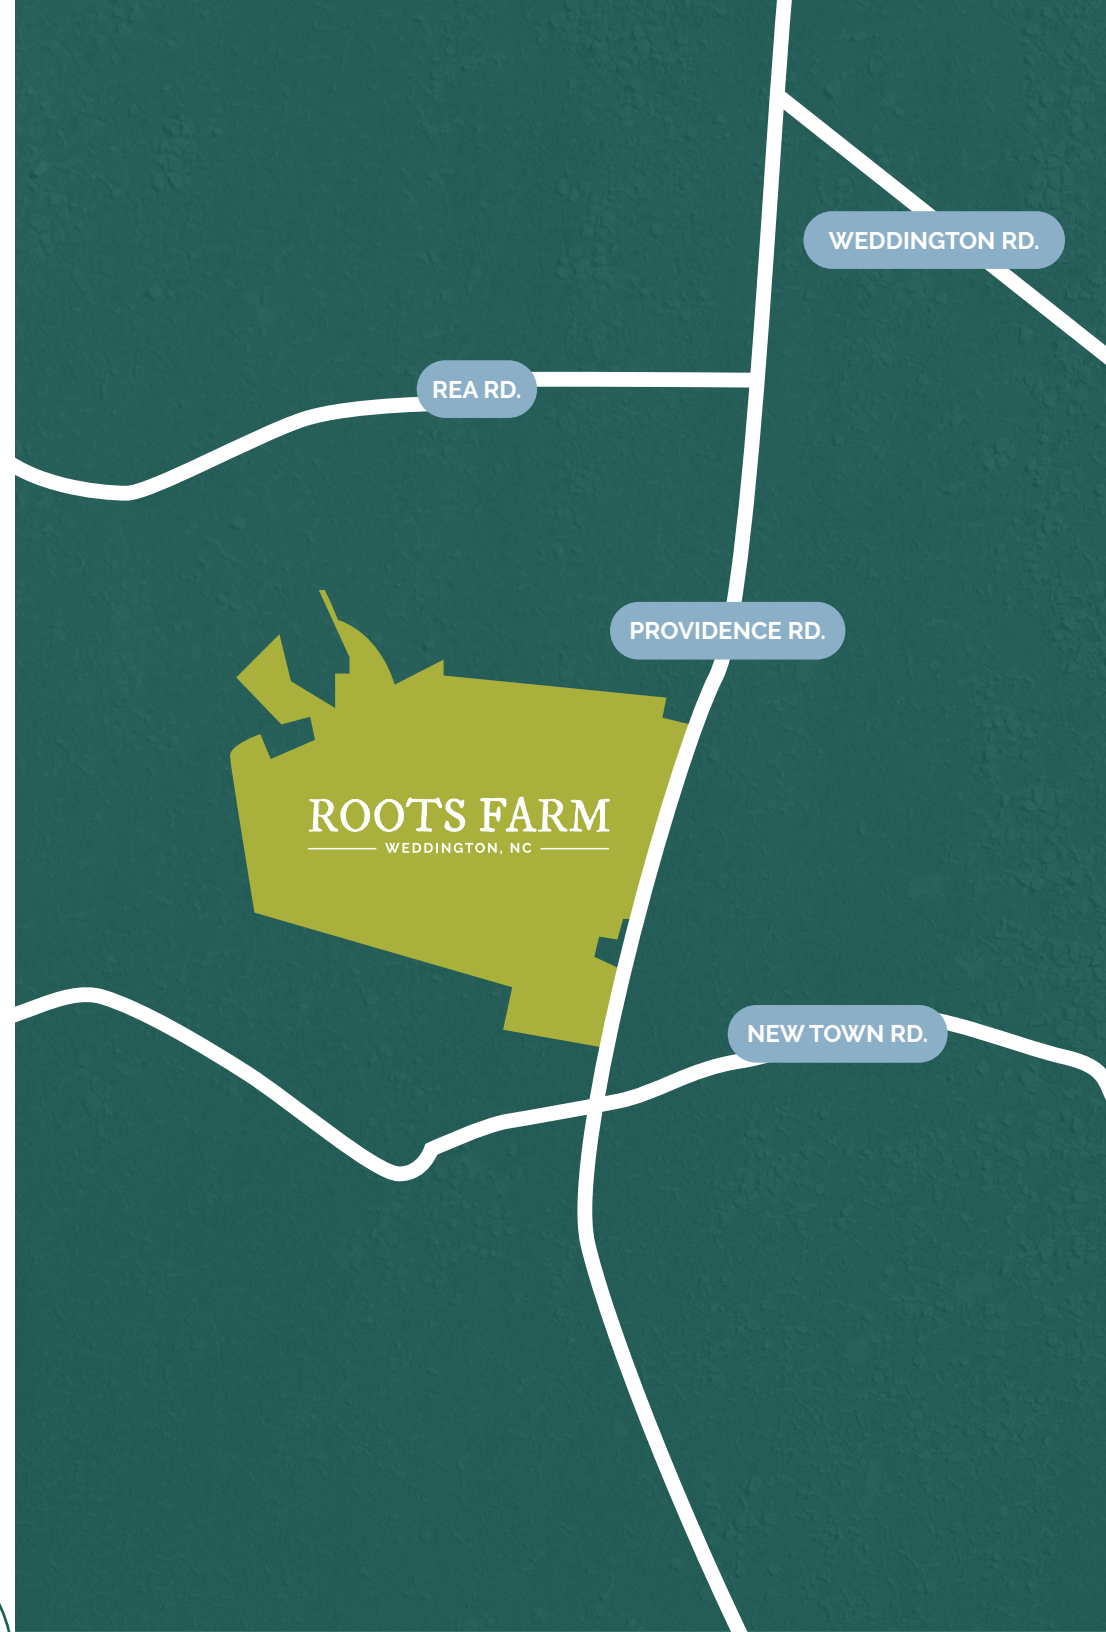 WEDDINGTON RD.
REA RD.
PROVIDENCE RD.
ROOTS FARM
WEDDINGTON, NC
NEW TOWN RD.